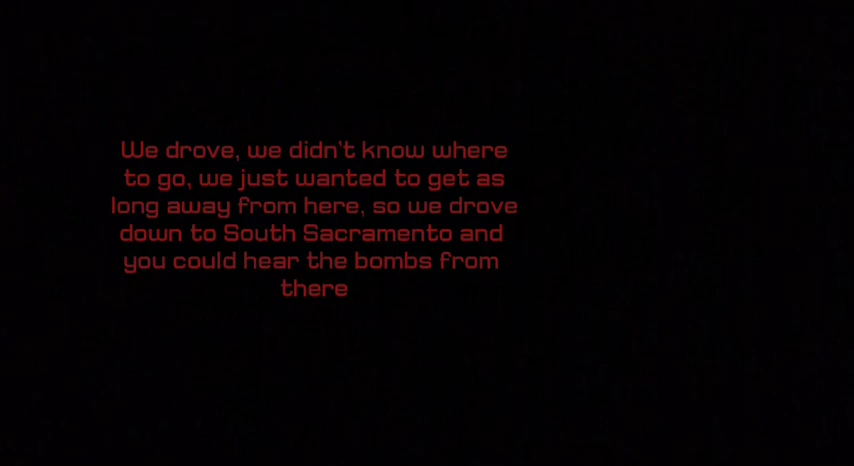 We drove, we didn't know where
to go, we just wanted to get as
long away from here, so we drove
down to South Sacramento and
you could hear the bombs from
there